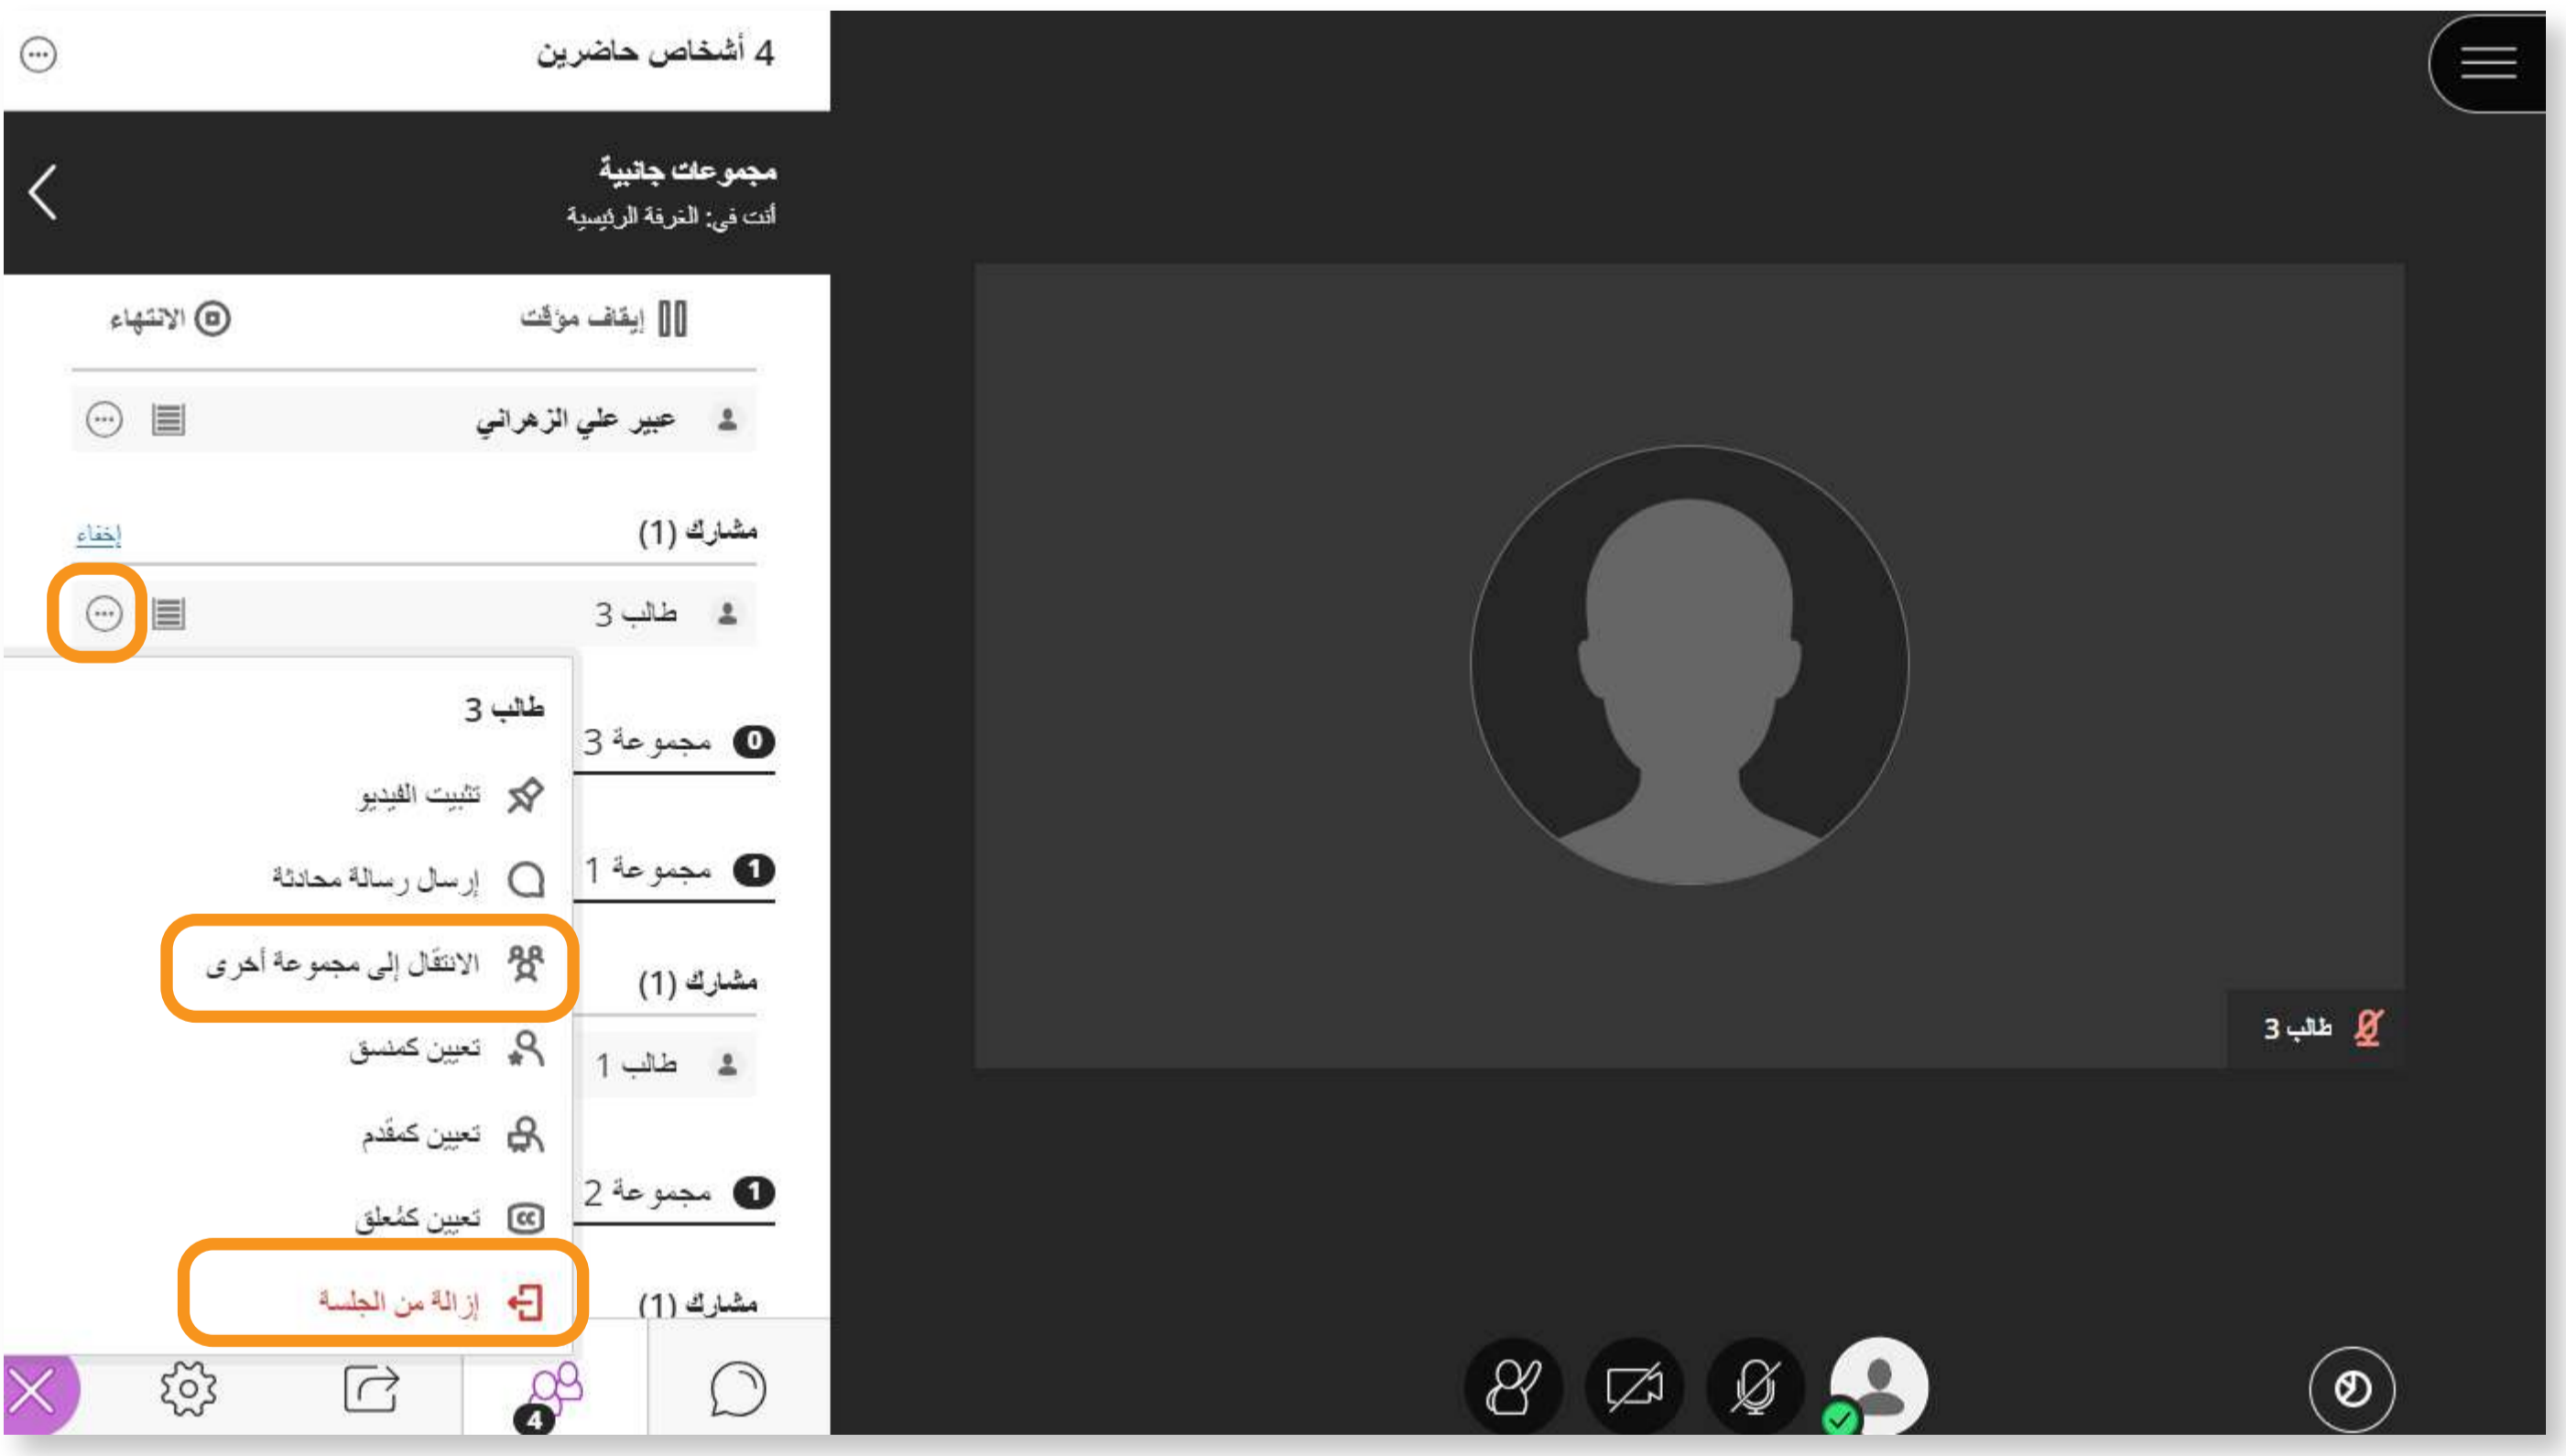 4 أشخاص حاضرين
مجموعات جانبية
أنت في: الغرفة الرئيسية
إيقاف مؤقت
الانتهاء
عبير علي الزهراني
مشارك (1)
إخفاء
طالب 3
طالب 3
تثبيت الفيديو
إرسال رسالة محادثة
الانتقال إلى مجموعة أخرى
تعيين كمنسق
تعيين كمقدم
تعيين كمُعلق
إزالة من الجلسة
0 مجموعة 3
1 مجموعة 1
مشارك (1)
طالب 1
1 مجموعة 2
مشارك (1)
4
طالب 3